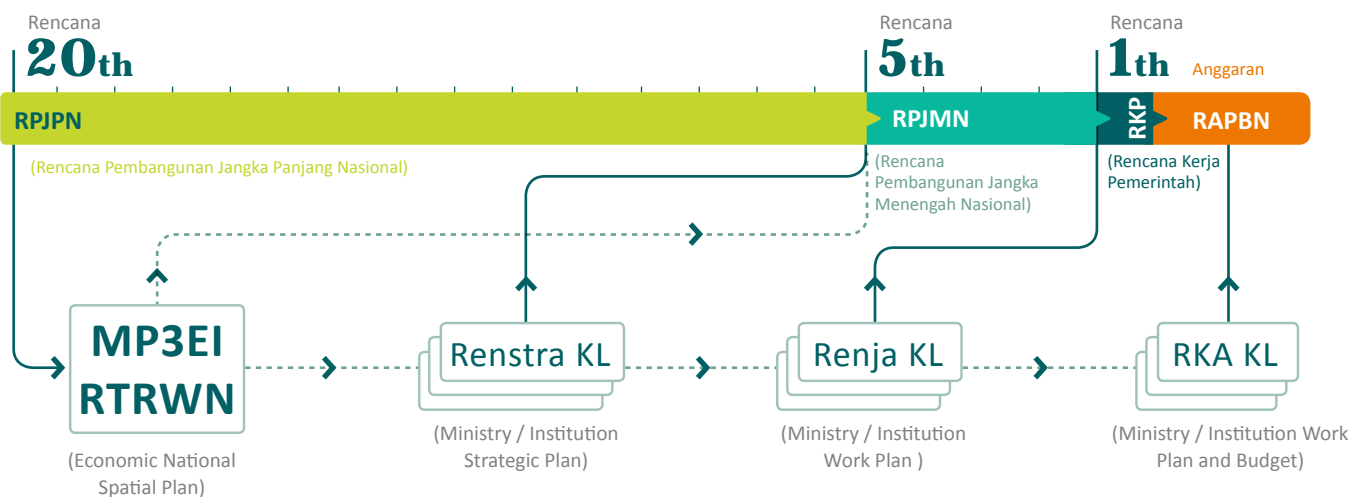 Rencana
20th
Rencana
5th
Rencana
1th
Anggaran
RPJPN
RPJMN
RKP
RAPBN
(Rencana Pembangunan Jangka Panjang Nasional)
(Rencana
Pembangunan Jangka
Menengah Nasional)
(Rencana Kerja
Pemerintah)
MP3EI
RTRWN
Renstra KL
Renja KL
RKA KL
(Economic National
Spatial Plan)
(Ministry / Institution
Strategic Plan)
(Ministry / Institution
Work Plan )
(Ministry / Institution Work
Plan and Budget)